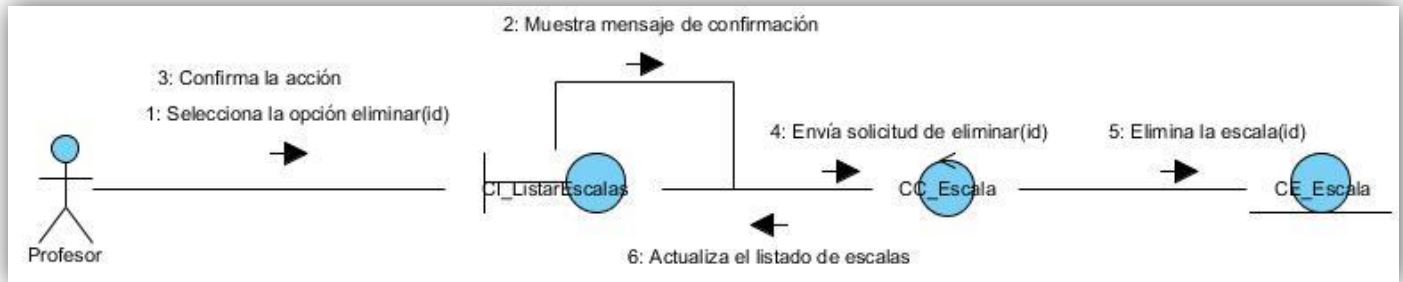 2: Muestra mensaje de confirmación
3: Confirma la acción
1: Selecciona la opción eliminar(id)
4: Envía solicitud de eliminar(id)
5: Elimina la escala(id)
CI_ListarEscalas
CC_Escala
CE_Escala
Profesor
6: Actualiza el listado de escalas